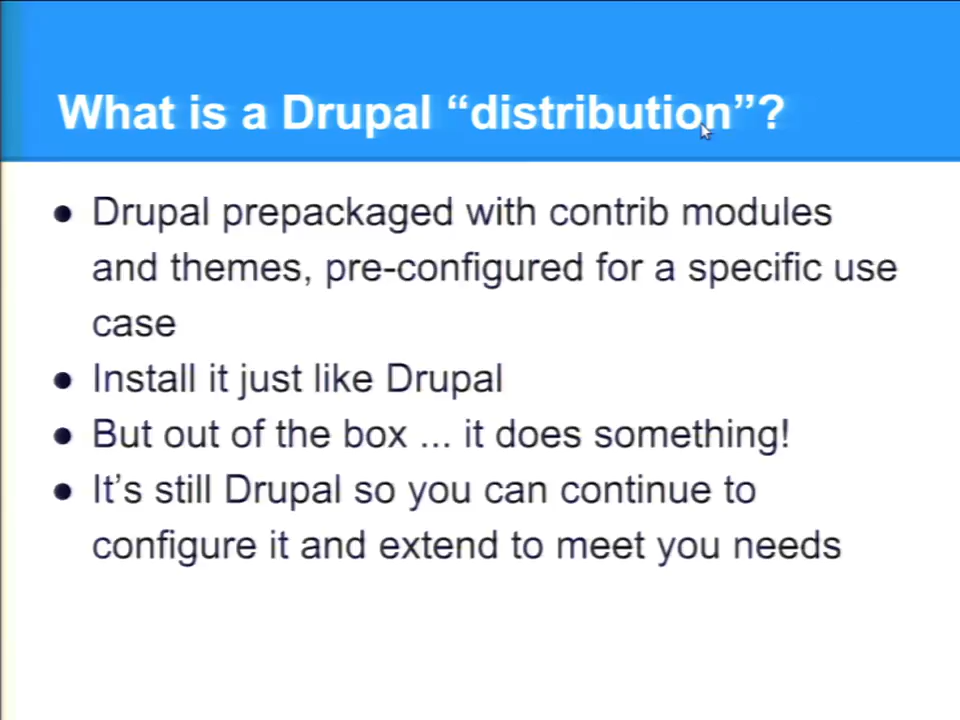 What is a Drupal “distribution”?
● Drupal prepackaged with contrib modules
and themes, pre-configured for a specific use
case
● Install it just like Drupal
● But out of the box ... it does something!
● It’s still Drupal so you can continue to
configure it and extend to meet you needs